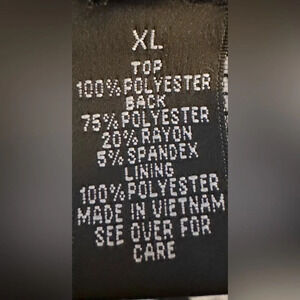 XL
TOP
100% POLYESTER
BACK
75% POLYESTER
20% RAYON
5% SPANDEX
LINING
100% POLYESTER
MADE IN VIETNAM
SEE OVER FOR
CARE